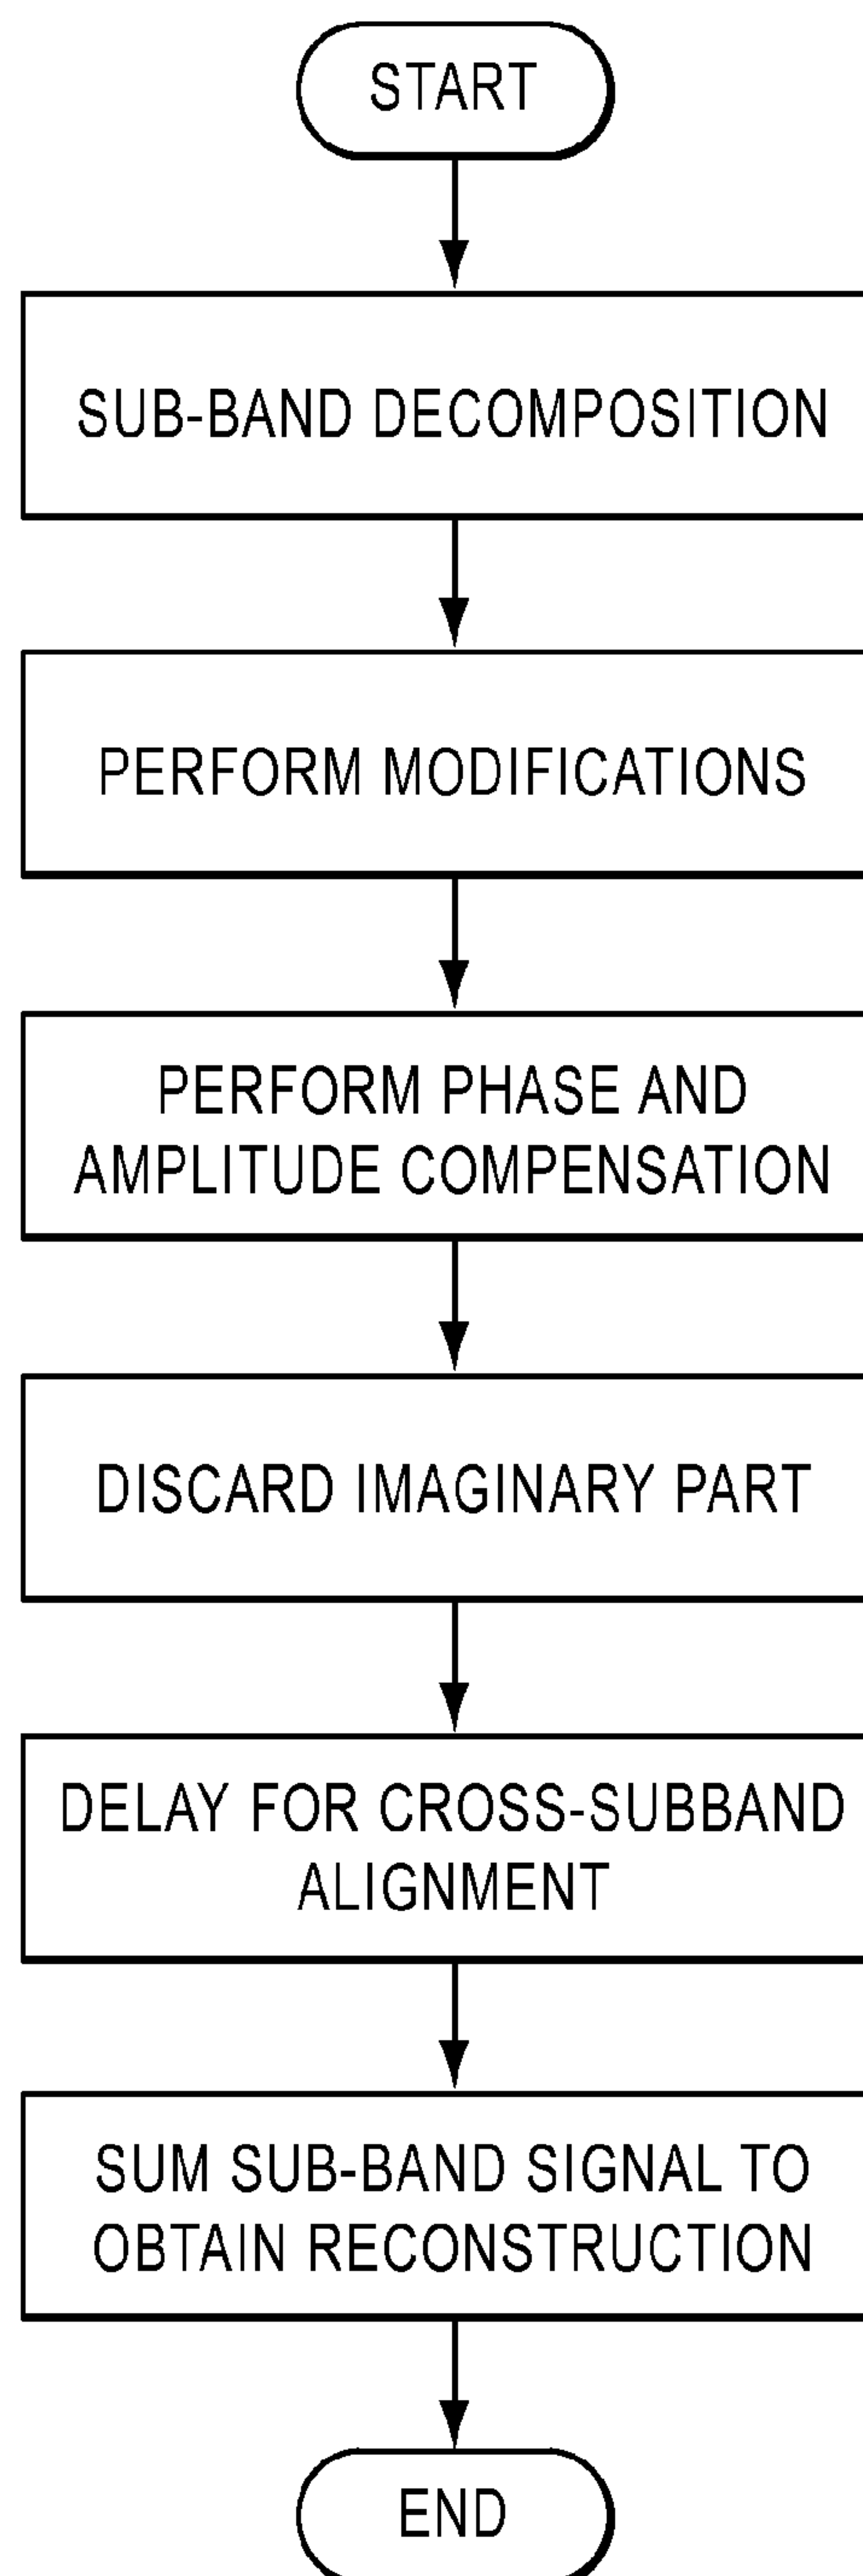 START
SUB-BAND DECOMPOSITION
PERFORM MODIFICATIONS
PERFORM PHASE AND
AMPLITUDE COMPENSATION
DISCARD IMAGINARY PART
DELAY FOR CROSS-SUBBAND
ALIGNMENT
SUM SUB-BAND SIGNAL TO
OBTAIN RECONSTRUCTION
END